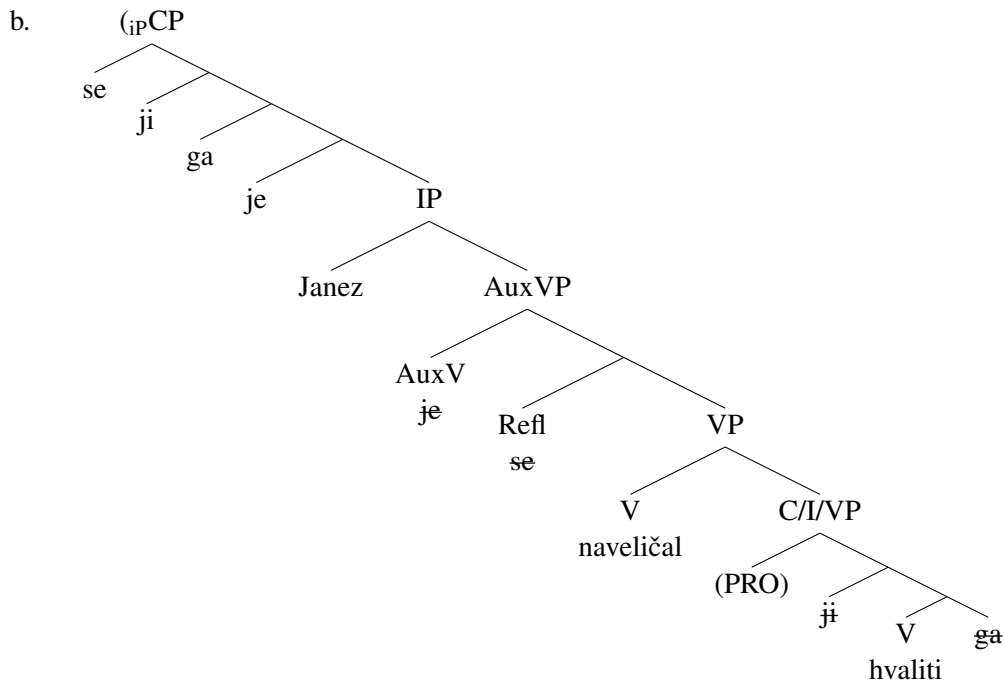 b. (iPCP
se
ji
ga
je
IP
Janez AuxVP
AuxV
je
Refl VP
se
V C/I/VP
naveličal
(PRO)
ji
V ga
hvaliti